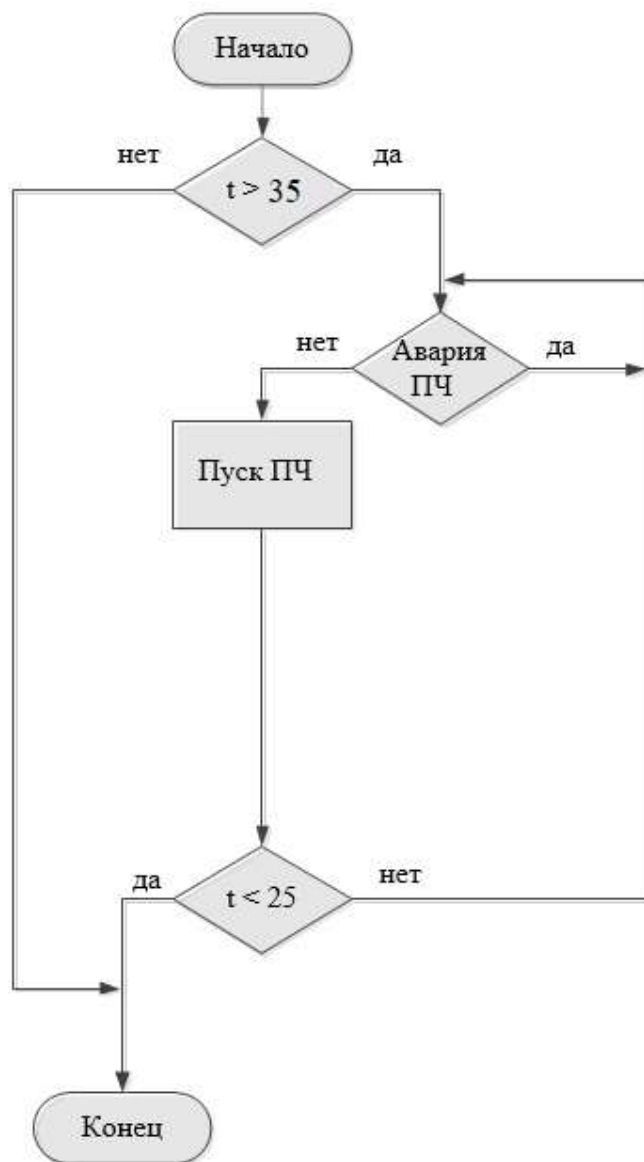 Начало
нет
да
t > 35
нет
Авария
ПЧ
да
Пуск ПЧ
да
t < 25
нет
Конец